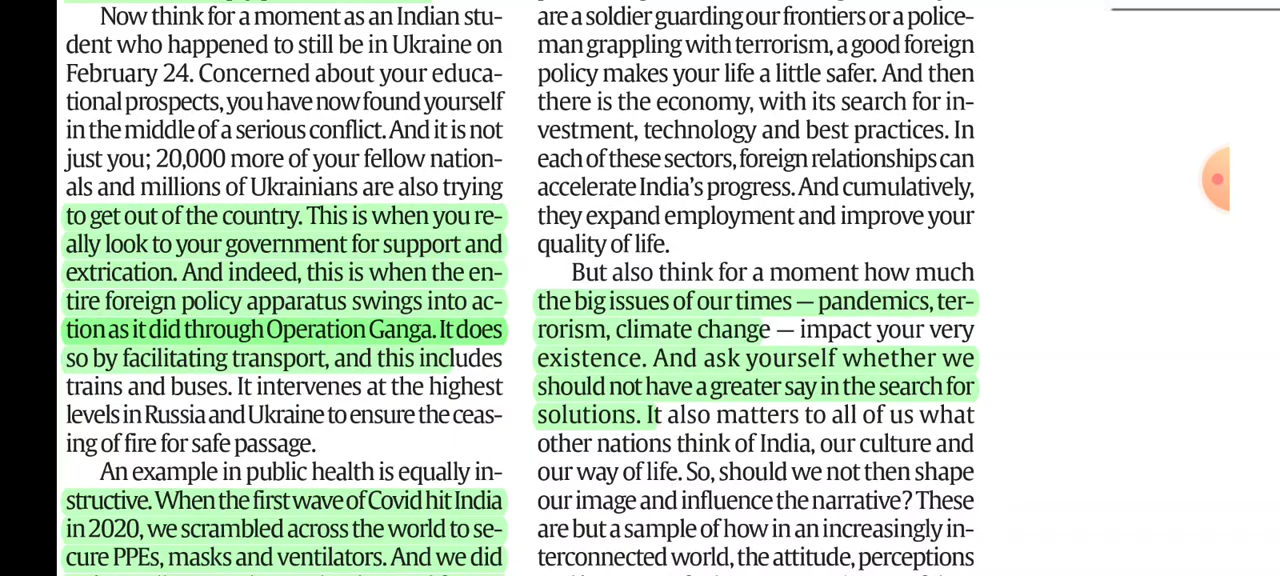 Now think for a moment as an Indian stu-
dent who happened to still be in Ukraine on
February 24. Concerned about your educa-
tional prospects, you have now found yourself
in the middle of a serious conflict. And it is not
just you; 20,000 more of your fellow nation-
als and millions of Ukrainians are also trying
to get out of the country. This is when you re-
ally look to your government for support and
extrication. And indeed, this is when the en-
tire foreign policy apparatus swings into ac-
tion as it did through Operation Ganga. It does
so by facilitating transport, and this includes
trains and buses. It intervenes at the highest
levels in Russia and Ukraine to ensure the ceas-
ing of fire for safe passage.
An example in public health is equally in-
structive. When the first wave of Covid hit India
in 2020, we scrambled across the world to se-
cure PPEs, masks and ventilators. And we did
are a soldier guarding our frontiers or a police-
man grappling with terrorism, a good foreign
policy makes your life a little safer. And then
there is the economy, with its search for in-
vestment, technology and best practices. In
each of these sectors, foreign relationships can
accelerate India's progress. And cumulatively,
they expand employment and improve your
quality of life.
But also think for a moment how much
the big issues of our times — pandemics, ter-
rorism, climate change — impact your very
existence. And ask yourself whether we
should not have a greater say in the search for
solutions. It also matters to all of us what
other nations think of India, our culture and
our way of life. So, should we not then shape
our image and influence the narrative? These
are but a sample of how in an increasingly in-
terconnected world, the attitude, perceptions